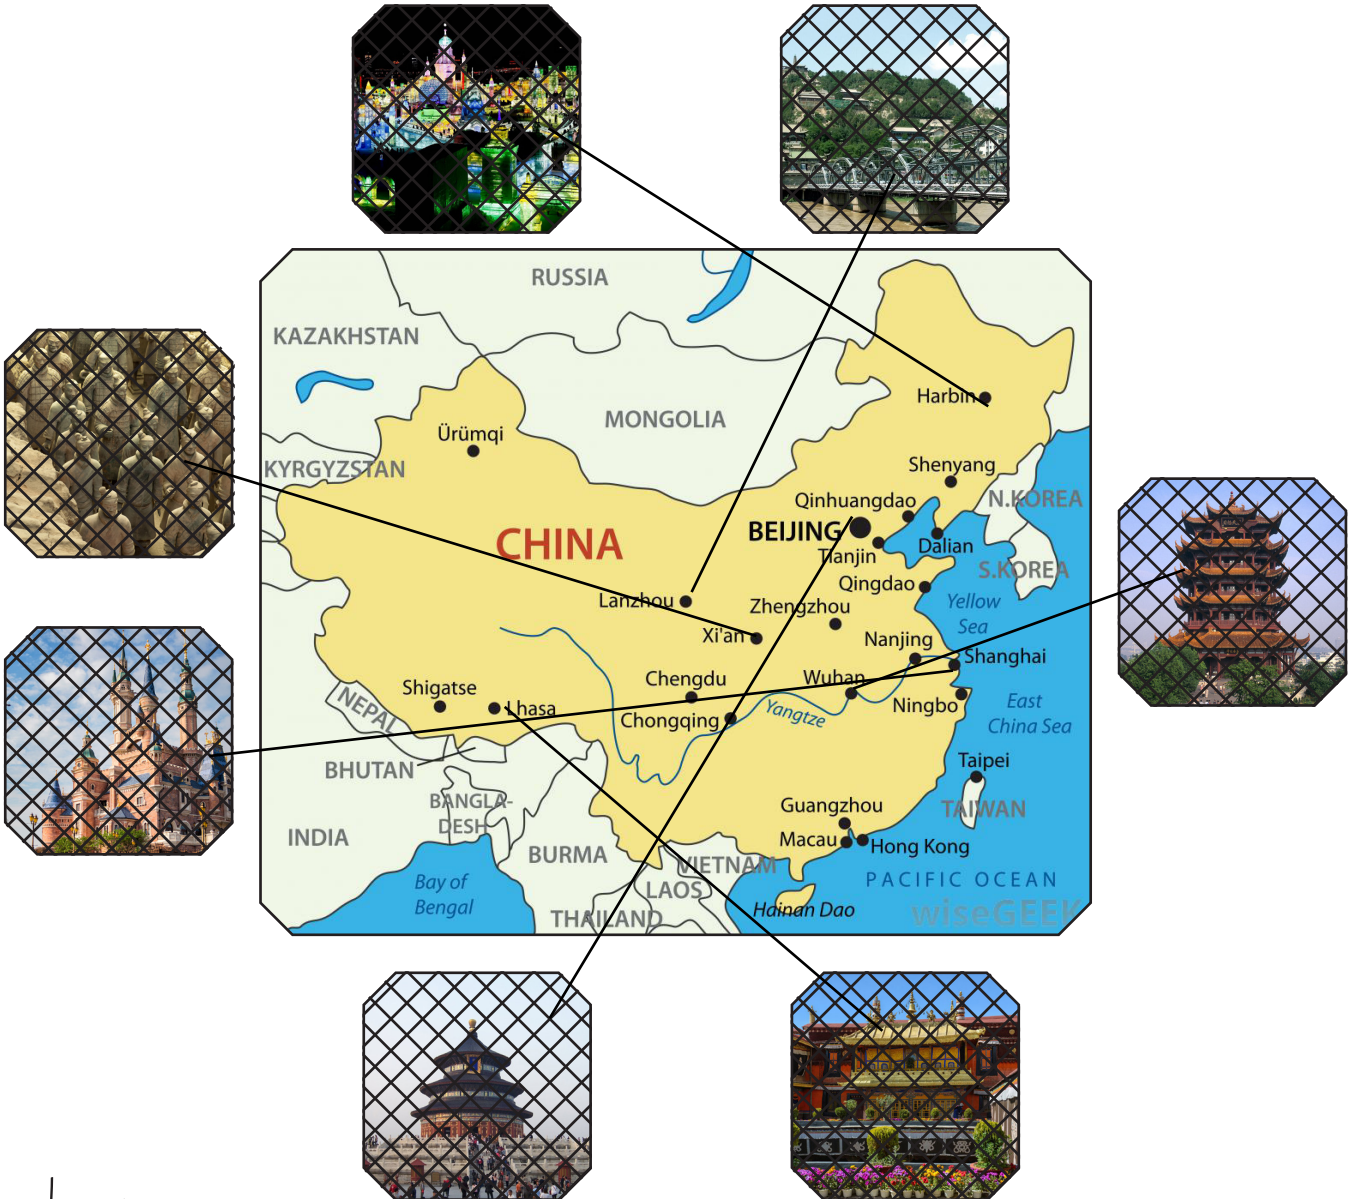 RUSSIA
KAZAKHSTAN
MONGOLIA
Harbin
Ürümqi
KYRGYZSTAN
Shenyang
N.KOREA
Qinhuangdao
BEIJING
CHINA
Dalian
Tianjin
S.KOREA
Qingdao
Lanzhou
Zhengzhou
Yellow
Sea
Xi'an
Nanjing
Shanghai
Chengdu
Wuhan
Shigatse
Lhasa
NEPAL
Chongqing
Yangtze
Ningbo
East
China Sea
BHUTAN
Taipei
BANGLA-
DESH
Guangzhou
TAIWAN
INDIA
Macau
Hong Kong
BURMA
VIETNAM
LAOS
PACIFIC OCEAN
Bay of
Bengal
Hainan Dao
THAILAND
wiseGEEK